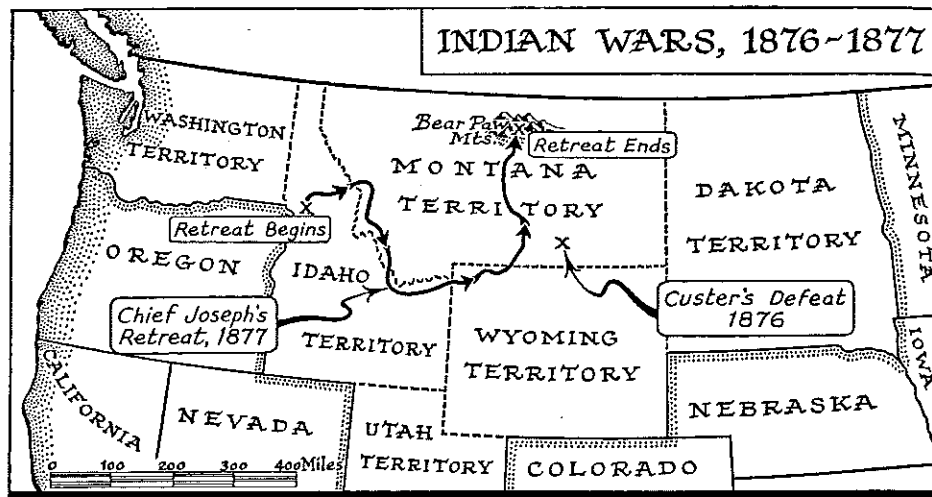 INDIAN WARS, 1876-1877
WASHINGTON
TERRITORY
Bear Paw
Mts.
Retreat Ends
MONTANA
TERRITORY
DAKOTA
TERRITORY
MINNESOTA
Retreat Begins
OREGON
IDAHO
TERRITORY
Chief Joseph's
Retreat, 1877
Custer's Defeat
1876
WYOMING
TERRITORY
IOWA
CALIFORNIA
NEVADA
UTAH
TERRITORY
COLORADO
NEBRASKA
0 100 200 300 400 Miles